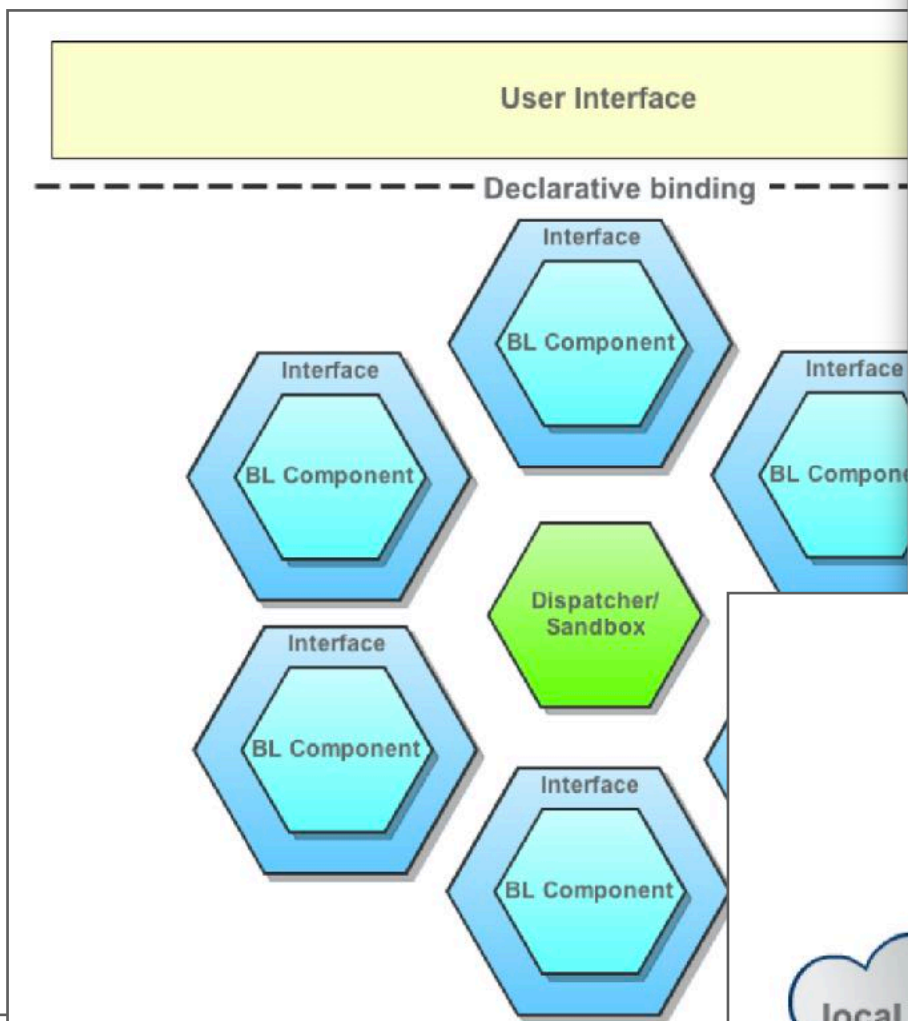 User Interface
Declarative binding
Interface
BL Component
Interface
BL Component
Interface
BL Compone
Dispatcher/
Sandbox
Interface
BL Component
Interface
BL Component
local